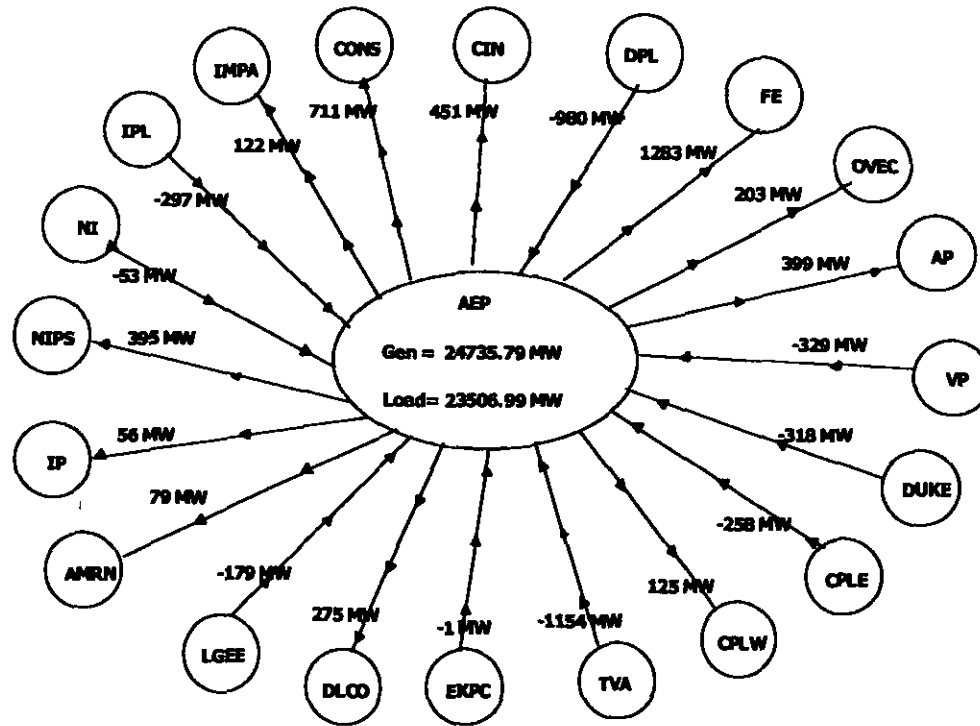 CONS
CIN
DPL
IMPA
FE
IPL
OVEC
NI
AP
NIPS
VP
IP
DUKE
AMRN
CPLE
LGEE
CPLW
DLCO
EKPC
TVA
711 MW
451 MW
-980 MW
122 MW
1283 MW
-297 MW
203 MW
-53 MW
399 MW
395 MW
-329 MW
56 MW
-318 MW
79 MW
-258 MW
-179 MW
125 MW
275 MW
-1 MW
-1154 MW
AEP
Gen = 24735.79 MW
Load= 23506.99 MW